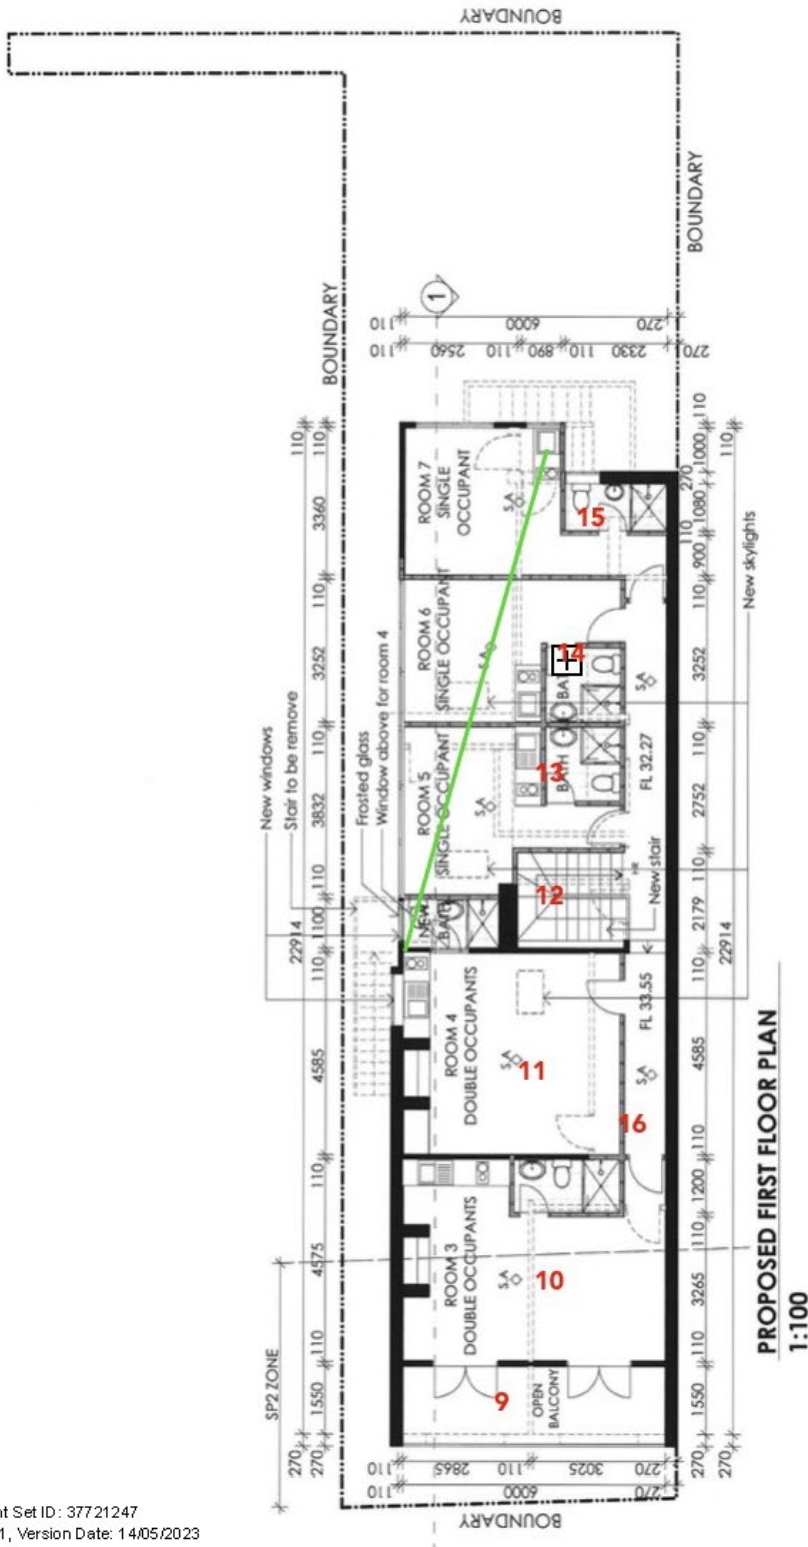 BOUNDARY
BOUNDARY
BOUNDARY
1
110
6000
270
110
2560
110
890
110
2330
270
110
110
3360
110
3252
110
3832
110
1100
110
4585
110
4575
110
1550
270
22914
110
270
110
1000
270
1080
110
900
110
3252
110
2752
110
2179
110
4585
110
1200
110
3265
110
1550
270
110
22914
270
ROOM 7
SINGLE
OCCUPANT
S.A
15
ROOM 6
SINGLE OCCUPANT
S.A
14
BATH
S.A
ROOM 5
SINGLE OCCUPANT
S.A
13
BATH
FL 32.27
New windows
Stair to be remove
Frosted glass
Window above for room 4
New skylights
NEW
BATH
12
HR
New stair
ROOM 4
DOUBLE OCCUPANTS
S.A
11
FL 33.55
S.A
16
ROOM 3
DOUBLE OCCUPANTS
S.A
10
SP2 ZONE
9
OPEN
BALCONY
110
2865
110
3025
270
110
6000
270
BOUNDARY
PROPOSED FIRST FLOOR PLAN
1:100
nt Set ID: 37721247
1, Version Date: 14/05/2023